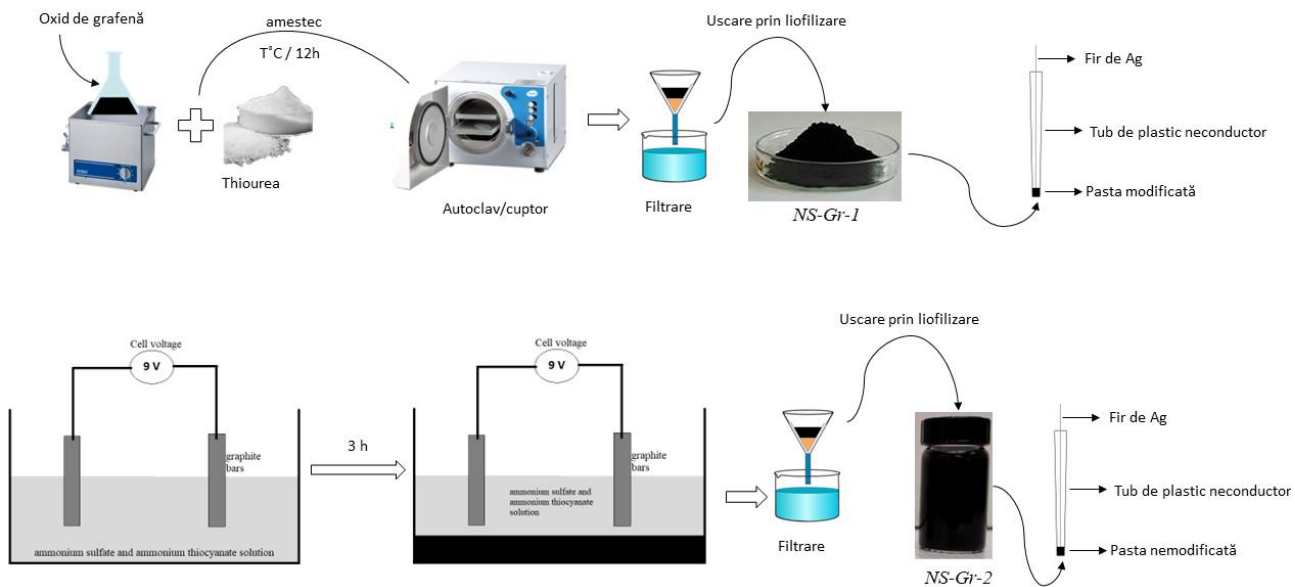 Oxid de grafenă
amestec
T°C / 12h
Thiourea
Autoclav/cuptor
Filtrare
Uscare prin liofilizare
NS-Gr-1
Fir de Ag
Tub de plastic neconductor
Pasta modificată
Cell voltage
9 V
graphite
bars
ammonium sulfate and ammonium thiocyanate solution
3 h
Cell voltage
9 V
graphite
bars
ammonium sulfate and
ammonium thiocyanate
solution
Filtrare
Uscare prin liofilizare
NS-Gr-2
Fir de Ag
Tub de plastic neconductor
Pasta nemodificată